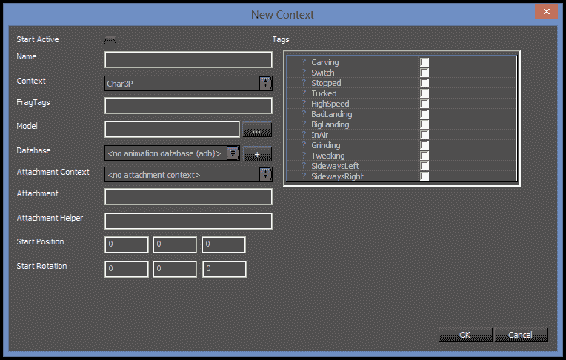 New Context
Start Active
Name
Context
Char3P
FragTags
Model
...
Database
<no animation database (adb)>
+
Attachment Context
<no attachment context>
Attachment
Attachment Helper
Start Position
0
0
0
Start Rotation
0
0
0
Tags
? Carving
? Switch
? Stopped
? Tucked
? HighSpeed
? BadLanding
? BigLanding
? InAir
? Grinding
? Tweaking
? SidewaysLeft
? SidewaysRight
OK
Cancel